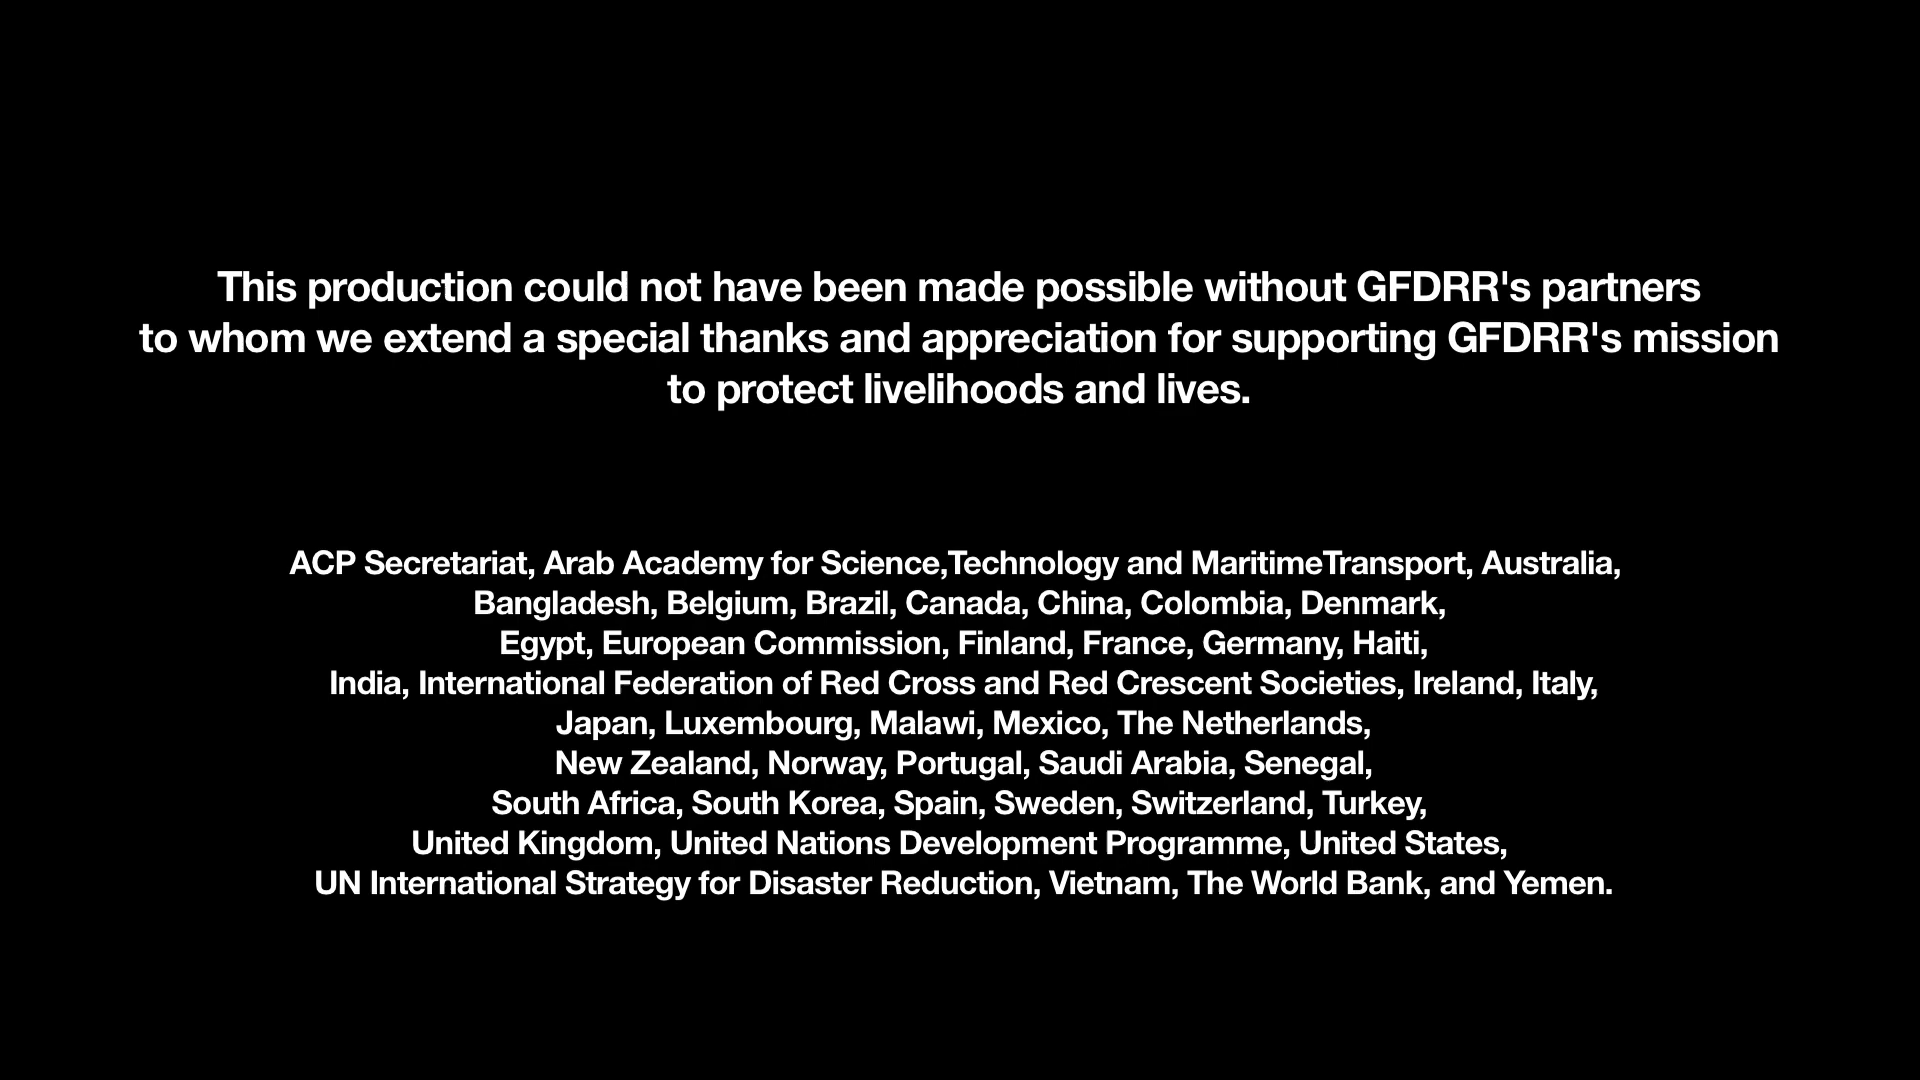 This production could not have been made possible without GFDRR's partners
to whom we extend a special thanks and appreciation for supporting GFDRR's mission
to protect livelihoods and lives.
ACP Secretariat, Arab Academy for Science,Technology and MaritimeTransport, Australia,
Bangladesh, Belgium, Brazil, Canada, China, Colombia, Denmark,
Egypt, European Commission, Finland, France, Germany, Haiti,
India, International Federation of Red Cross and Red Crescent Societies, Ireland, Italy,
Japan, Luxembourg, Malawi, Mexico, The Netherlands,
New Zealand, Norway, Portugal, Saudi Arabia, Senegal,
South Africa, South Korea, Spain, Sweden, Switzerland, Turkey,
United Kingdom, United Nations Development Programme, United States,
UN International Strategy for Disaster Reduction, Vietnam, The World Bank, and Yemen.